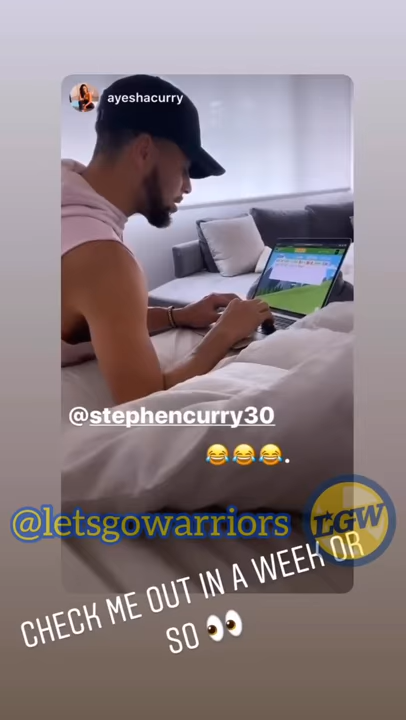 ayeshacurry
@stephencurry30
😂😂😂.
@letsgowarriors
LGW
CHECK ME OUT IN A WEEK OR
SO 👀